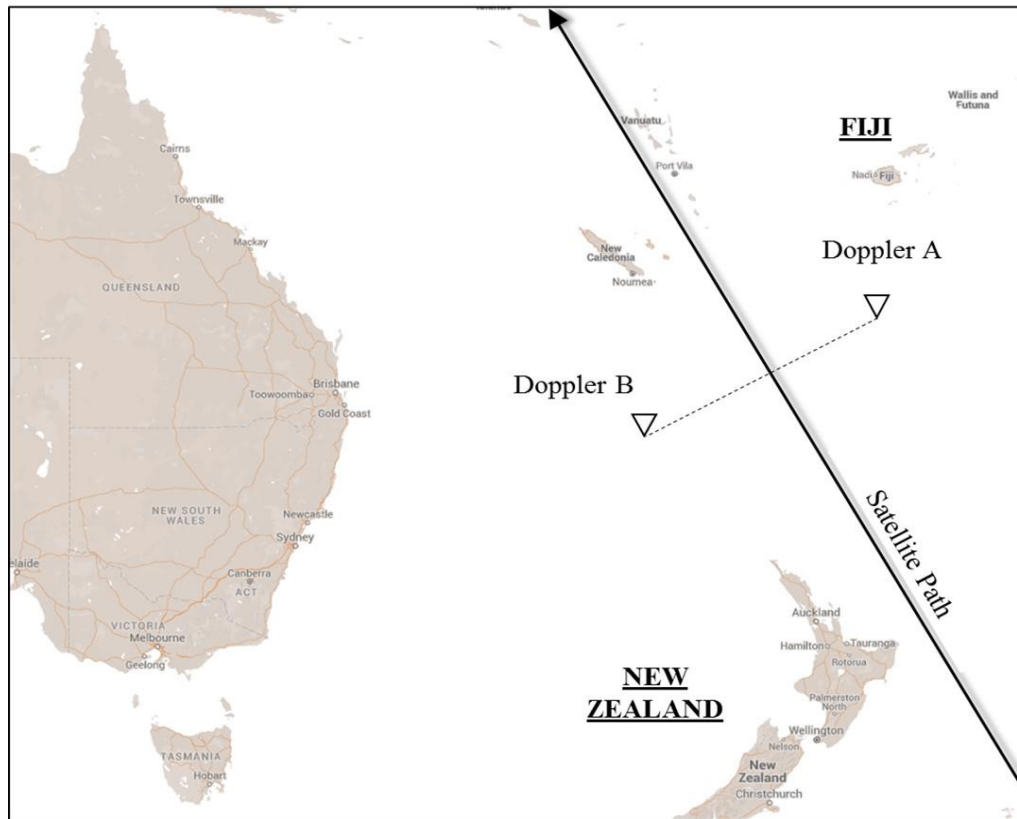 Wallis and
Futuna
Vanuatu
FIJI
Cairns
Port Vila
Nadi
Fiji
Townsville
Mackay
New
Caledonia
Doppler A
Noumea
QUEENSLAND
Brisbane
Toowoomba
Doppler B
Gold Coast
NEW SOUTH
WALES
Newcastle
Sydney
Satellite Path
elaide
Canberra
ACT
VICTORIA
Melbourne
Geelong
Auckland
Hamilton
Tauranga
Rotorua
NEW
ZEALAND
Palmerston
North
Wellington
Nelson
TASMANIA
Hobart
New
Zealand
Christchurch